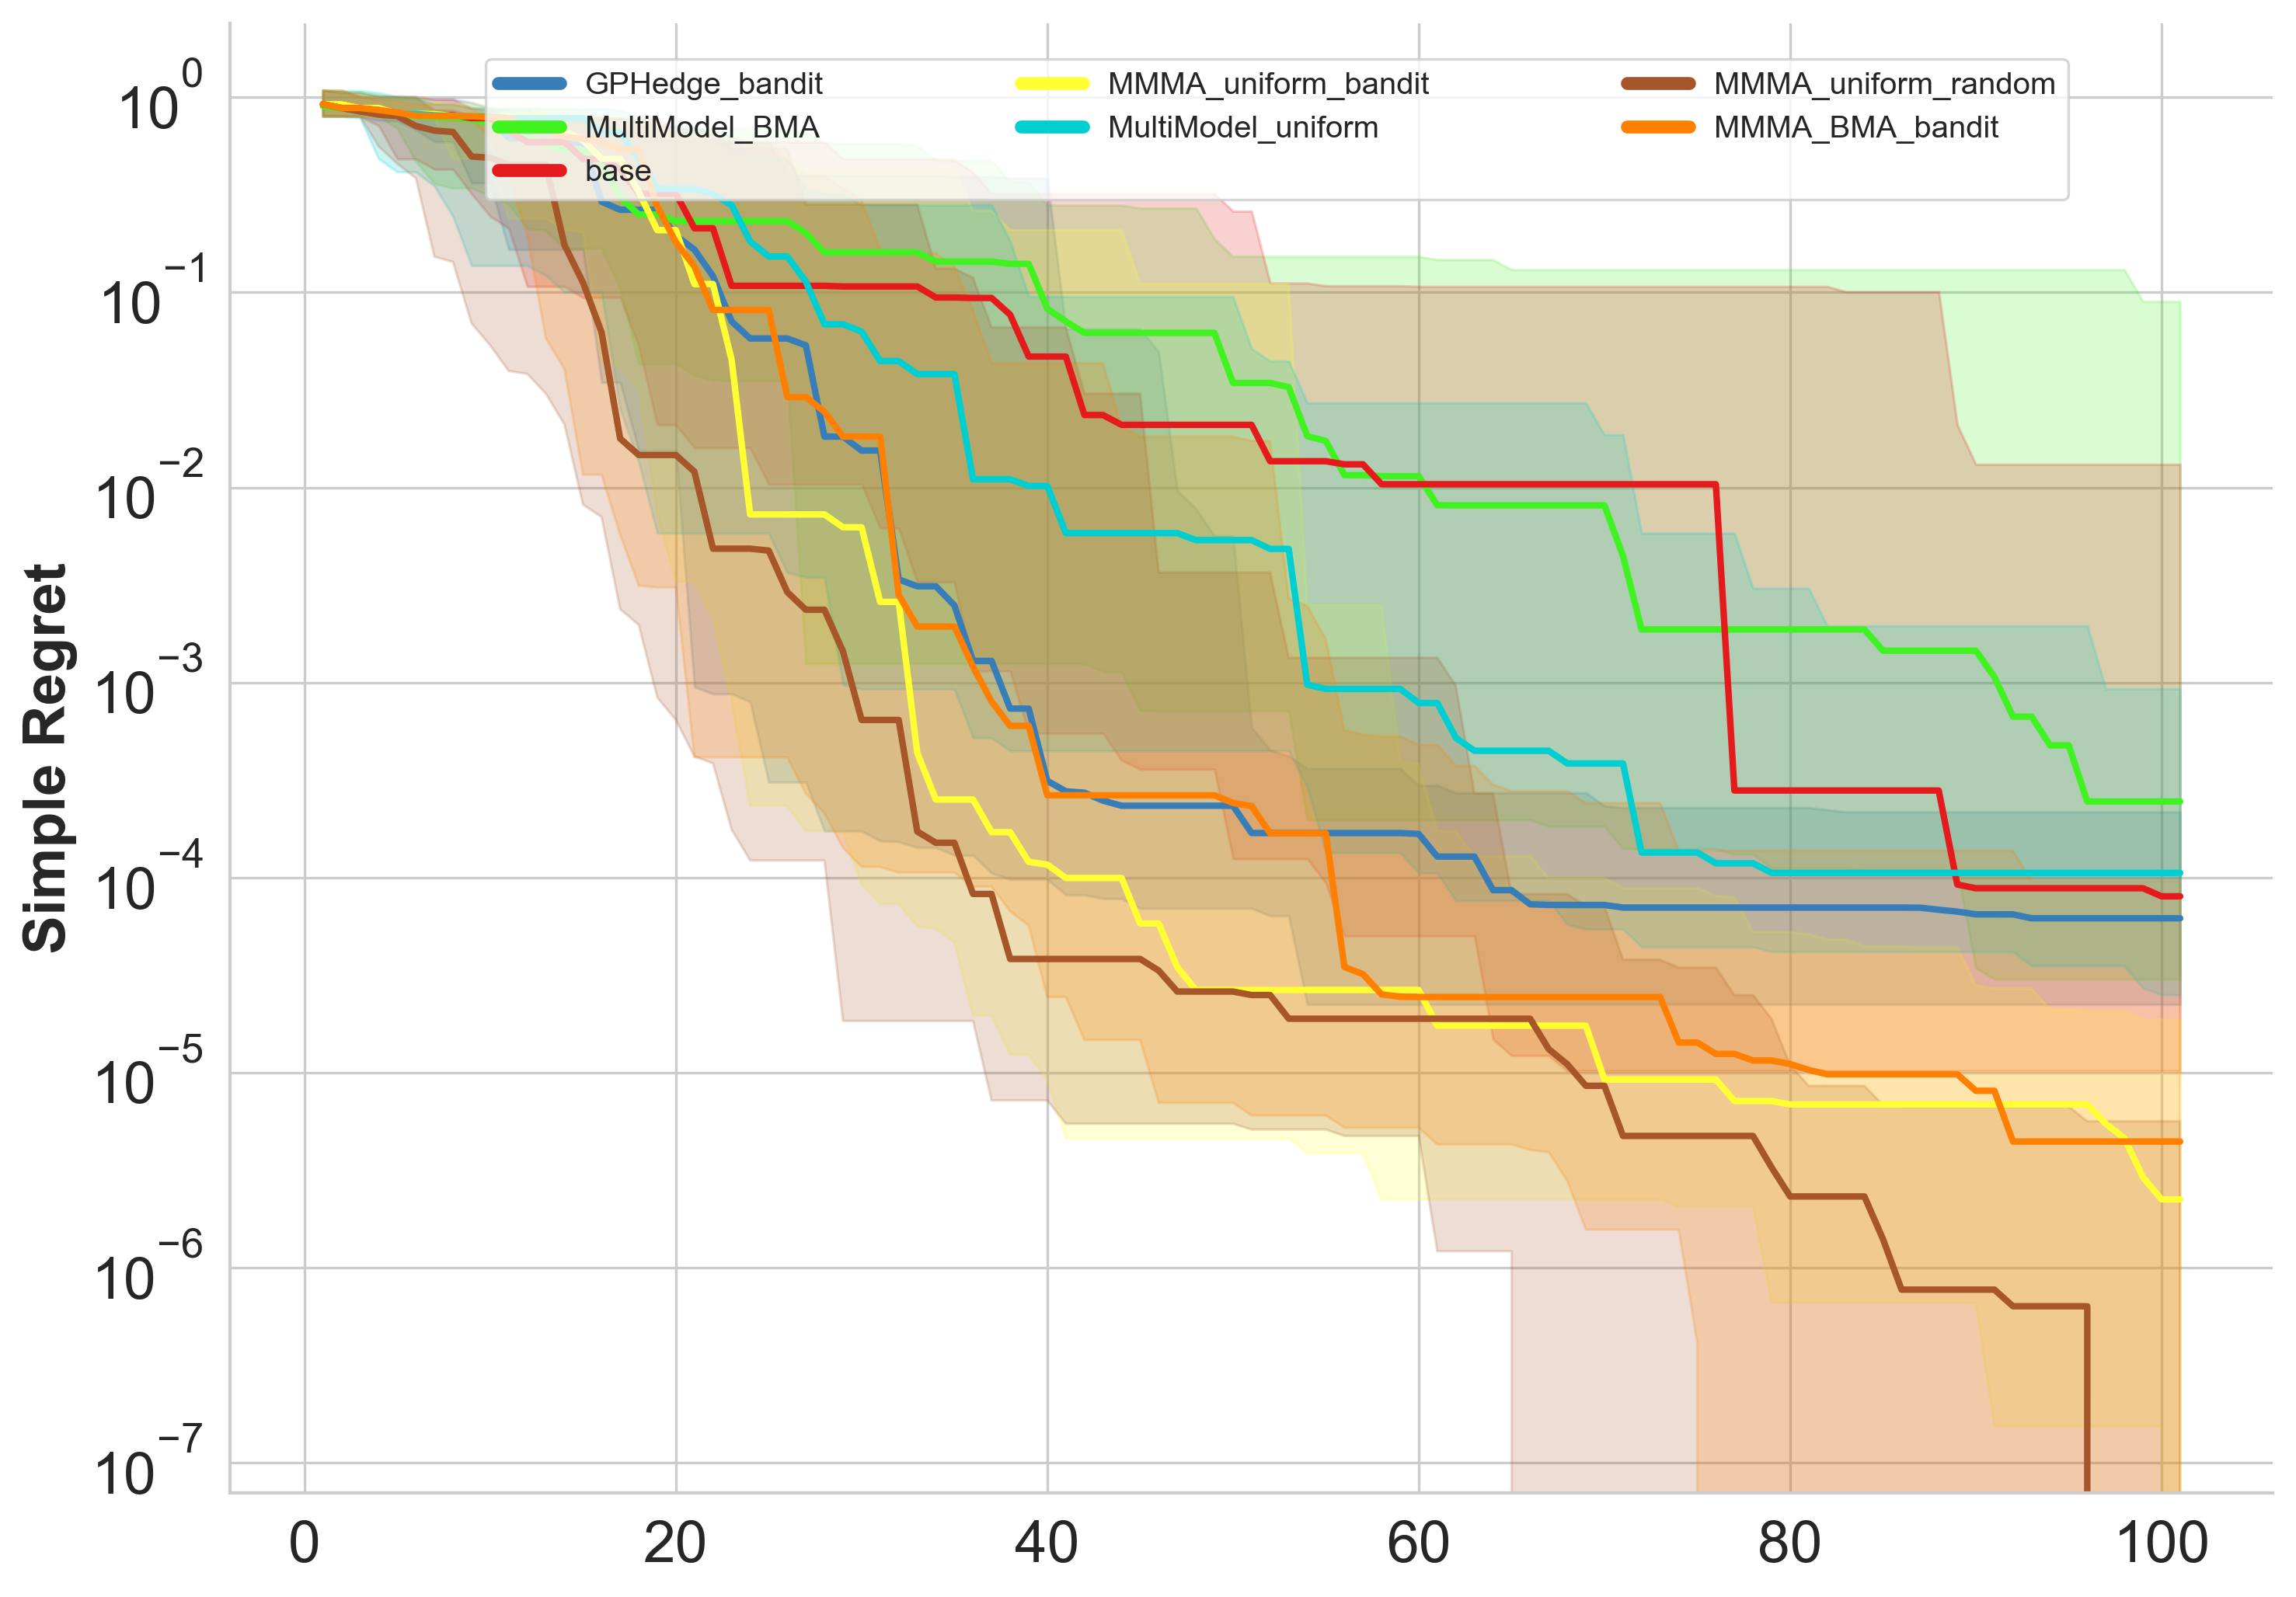 GPHedge_bandit
MultiModel_BMA
base
MMMA_uniform_bandit
MultiModel_uniform
MMMA_uniform_random
MMMA_BMA_bandit
Simple Regret
10^0
10^−1
10^−2
10^−3
10^−4
10^−5
10^−6
10^−7
0 20 40 60 80 100